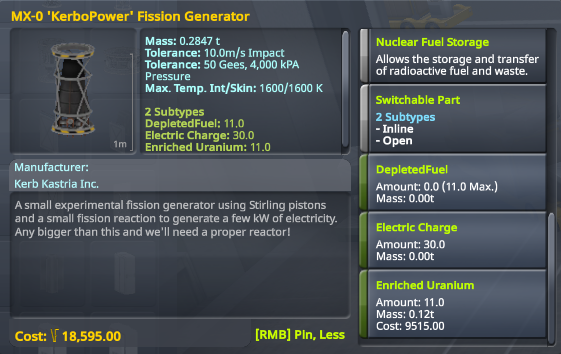 MX-0 'KerboPower' Fission Generator
Mass: 0.2847 t
Tolerance: 10.0m/s Impact
Tolerance: 50 Gees, 4,000 kPA
Pressure
Max. Temp. Int/Skin: 1600/1600 K
2 Subtypes
DepletedFuel: 11.0
Electric Charge: 30.0
Enriched Uranium: 11.0
1m
Manufacturer:
Kerb Kastria Inc.
A small experimental fission generator using Stirling pistons
and a small fission reaction to generate a few kW of electricity.
Any bigger than this and we'll need a proper reactor!
Cost: 18,595.00
[RMB] Pin, Less
Nuclear Fuel Storage
Allows the storage and transfer
of radioactive fuel and waste.
Switchable Part
2 Subtypes
- Inline
- Open
DepletedFuel
Amount: 0.0 (11.0 Max.)
Mass: 0.00t
Electric Charge
Amount: 30.0
Mass: 0.00t
Enriched Uranium
Amount: 11.0
Mass: 0.12t
Cost: 9515.00